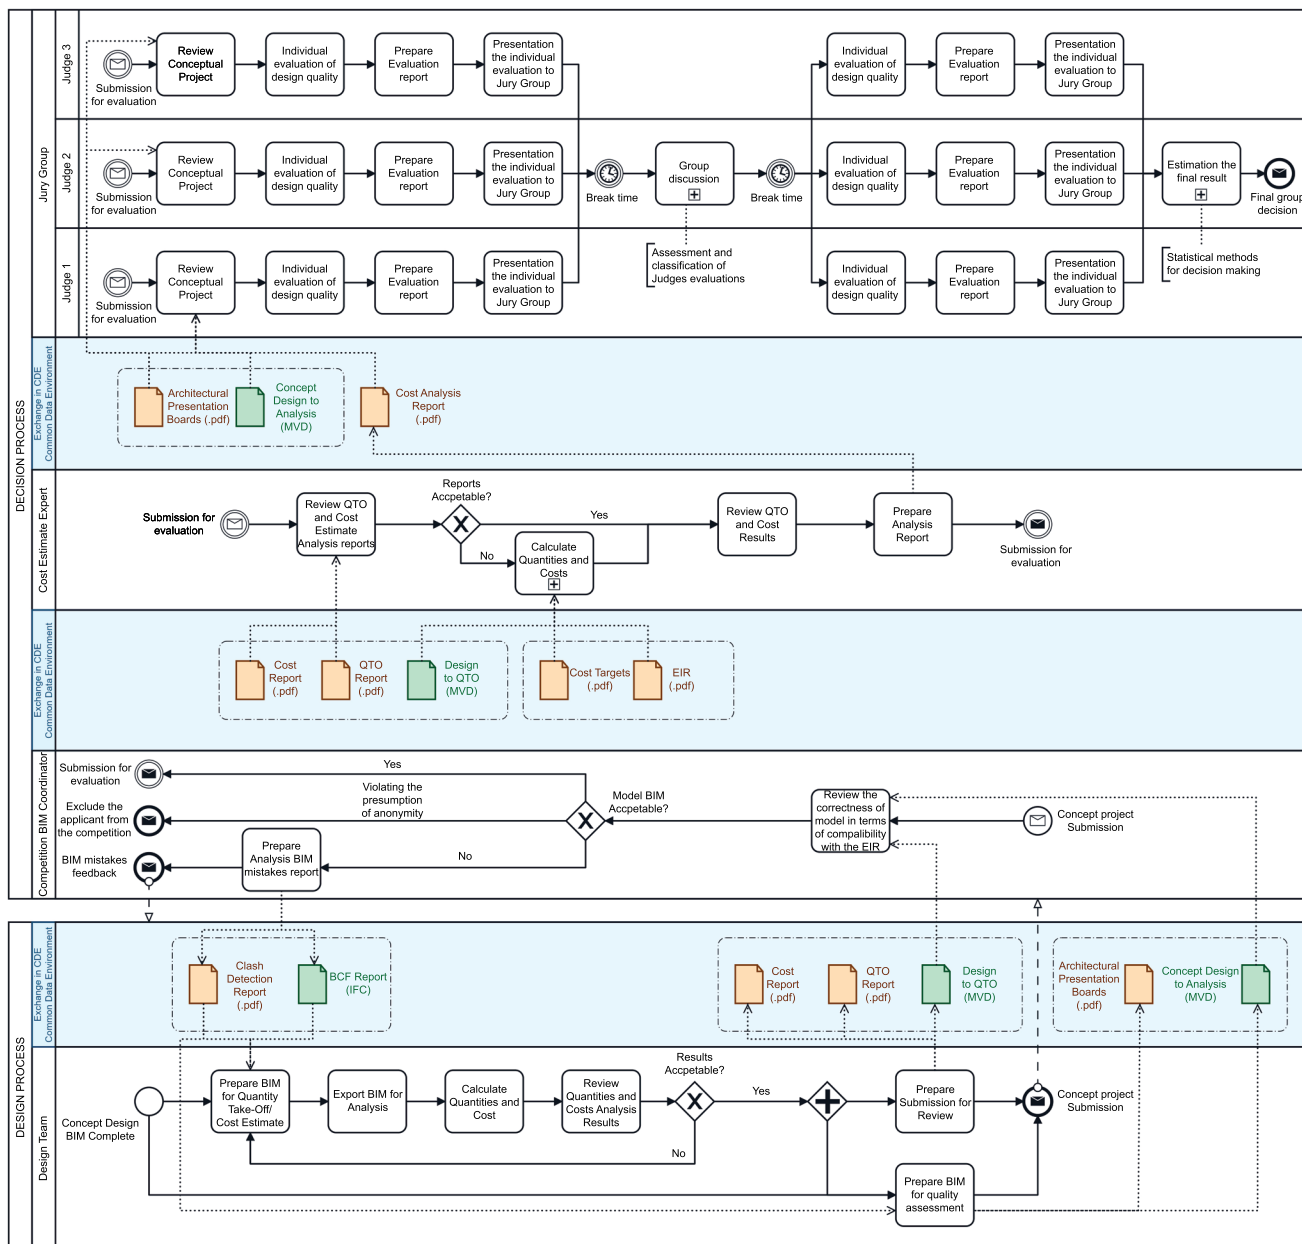 DECISION PROCESS
Jury Group
Judge 3
Submission
for evaluation
Review
Conceptual
Project
Individual
evaluation of
design quality
Prepare
Evaluation
report
Presentation
the individual
evaluation to
Jury Group
Individual
evaluation of
design quality
Prepare
Evaluation
report
Presentation
the individual
evaluation to
Jury Group
Judge 2
Submission
for evaluation
Review
Conceptual
Project
Individual
evaluation of
design quality
Prepare
Evaluation
report
Presentation
the individual
evaluation to
Jury Group
Break time
Group
discussion
Break time
Individual
evaluation of
design quality
Prepare
Evaluation
report
Presentation
the individual
evaluation to
Jury Group
Estimation the
final result
Final group
decision
Judge 1
Submission
for evaluation
Review
Conceptual
Project
Individual
evaluation of
design quality
Prepare
Evaluation
report
Presentation
the individual
evaluation to
Jury Group
Assessment and
classification of
Judges evaluations
Individual
evaluation of
design quality
Prepare
Evaluation
report
Presentation
the individual
evaluation to
Jury Group
Statistical methods
for decision making
Exchange in CDE
Common Data Environment
Architectural
Presentation
Boards (.pdf)
Concept
Design to
Analysis
(MVD)
Cost Analysis
Report
(.pdf)
Cost Estimate Expert
Submission for
evaluation
Review QTO
and Cost
Estimate
Analysis reports
Reports
Accpetable?
X
Yes
No
Calculate
Quantities and
Costs
Review QTO
and Cost
Results
Prepare
Analysis
Report
Submission for
evaluation
Exchange in CDE
Common Data Environment
Cost
Report
(.pdf)
QTO
Report
(.pdf)
Design
to QTO
(MVD)
Cost Targets
(.pdf)
EIR
(.pdf)
Competition BIM Coordinator
Submission for
evaluation
Yes
Exclude the
applicant from
the competition
Violating the
presumption
of anonymity
BIM mistakes
feedback
Prepare
Analysis BIM
mistakes report
No
X
Model BIM
Accpetable?
Review the
correctness of
model in terms
of compalibility
with the EIR
Concept project
Submission
DESIGN PROCESS
Exchange in CDE
Common Data Environment
Clash
Detection
Report
(.pdf)
BCF Report
(IFC)
Cost
Report
(.pdf)
QTO
Report
(.pdf)
Design
to QTO
(MVD)
Architectural
Presentation
Boards
(.pdf)
Concept Design
to Analysis
(MVD)
Design Team
Concept Design
BIM Complete
Prepare BIM
for Quantity
Take-Off/
Cost Estimate
Export BIM for
Analysis
Calculate
Quantities and
Cost
Review
Quantities and
Costs Analysis
Results
Results
Accpetable?
X
Yes
No
Prepare
Submission for
Review
Concept project
Submission
Prepare BIM
for quality
assessment